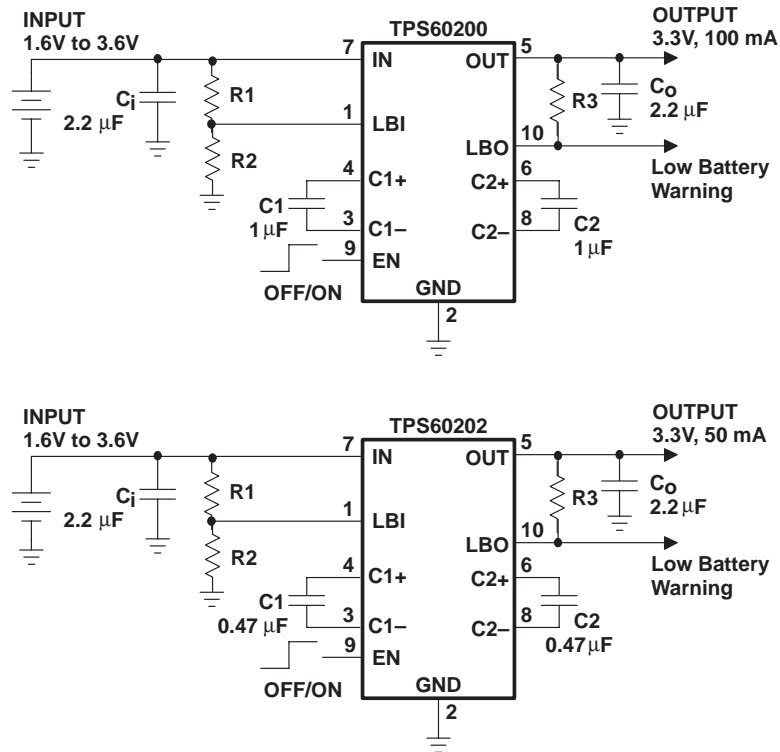 INPUT
1.6V to 3.6V
TPS60200
OUTPUT
3.3V, 100 mA
7
IN
OUT
5
Ci
2.2 μF
R1
R2
1
LBI
R3
Co
2.2 μF
LBO
10
Low Battery
Warning
C1
1 μF
4
C1+
3
C1−
C2+
6
C2−
8
C2
1 μF
9
EN
OFF/ON
GND
2
INPUT
1.6V to 3.6V
TPS60202
OUTPUT
3.3V, 50 mA
7
IN
OUT
5
Ci
2.2 μF
R1
R2
1
LBI
R3
Co
2.2 μF
LBO
10
Low Battery
Warning
C1
0.47 μF
4
C1+
3
C1−
C2+
6
C2−
8
C2
0.47 μF
9
EN
OFF/ON
GND
2